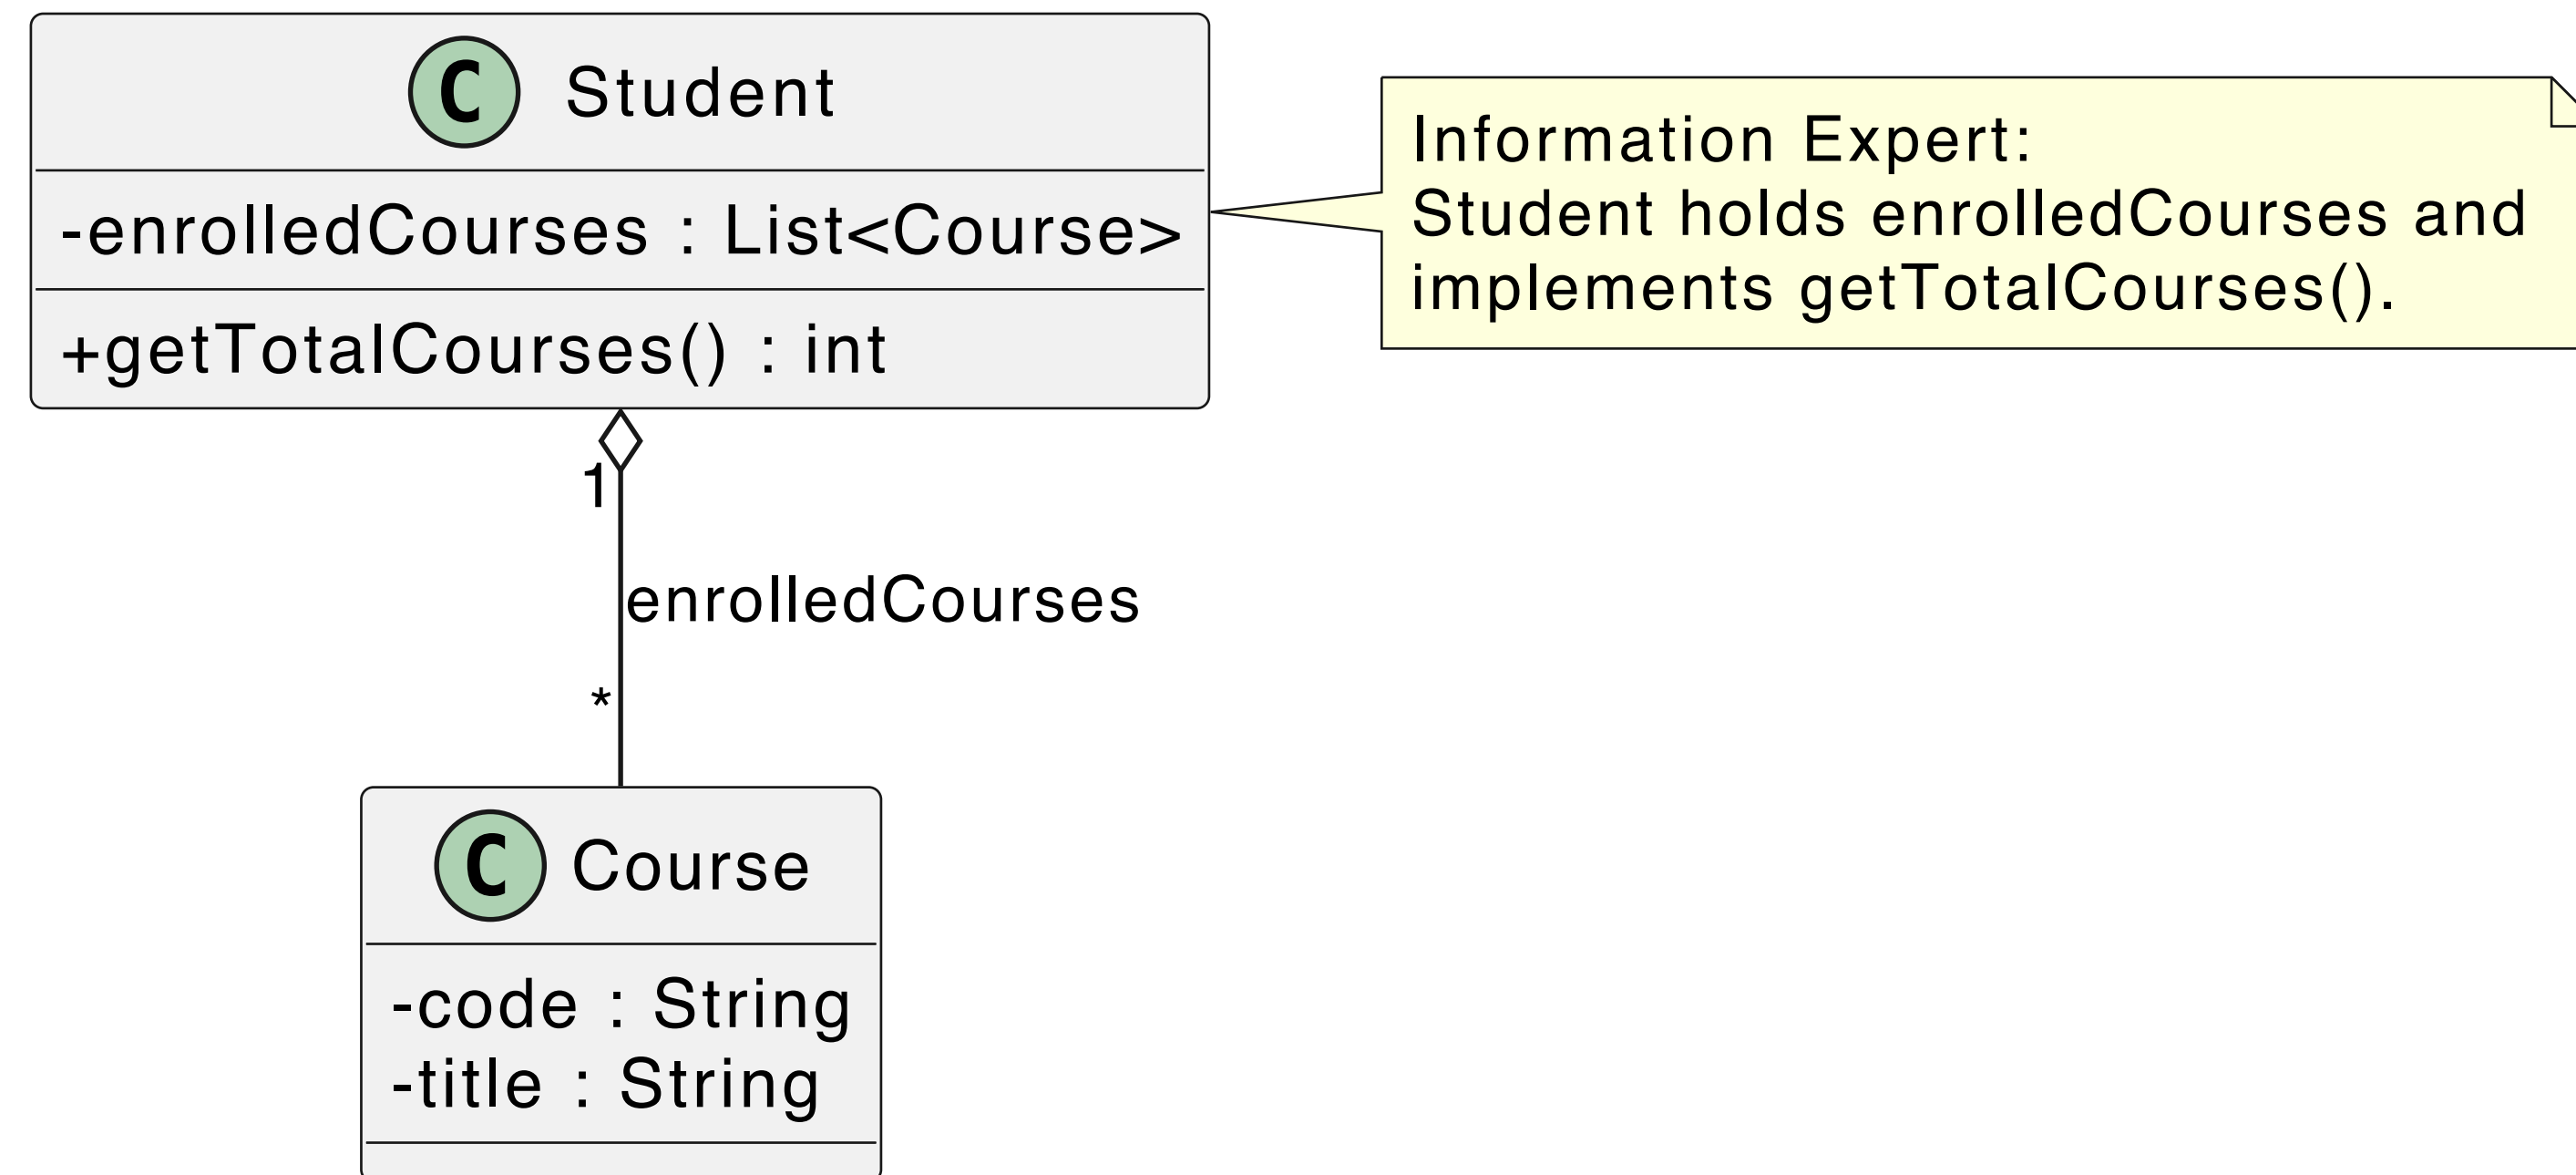 C Student
-enrolledCourses : List<Course>
+getTotalCourses() : int
Information Expert:
Student holds enrolledCourses and
implements getTotalCourses().
1
enrolledCourses
*
C Course
-code : String
-title : String